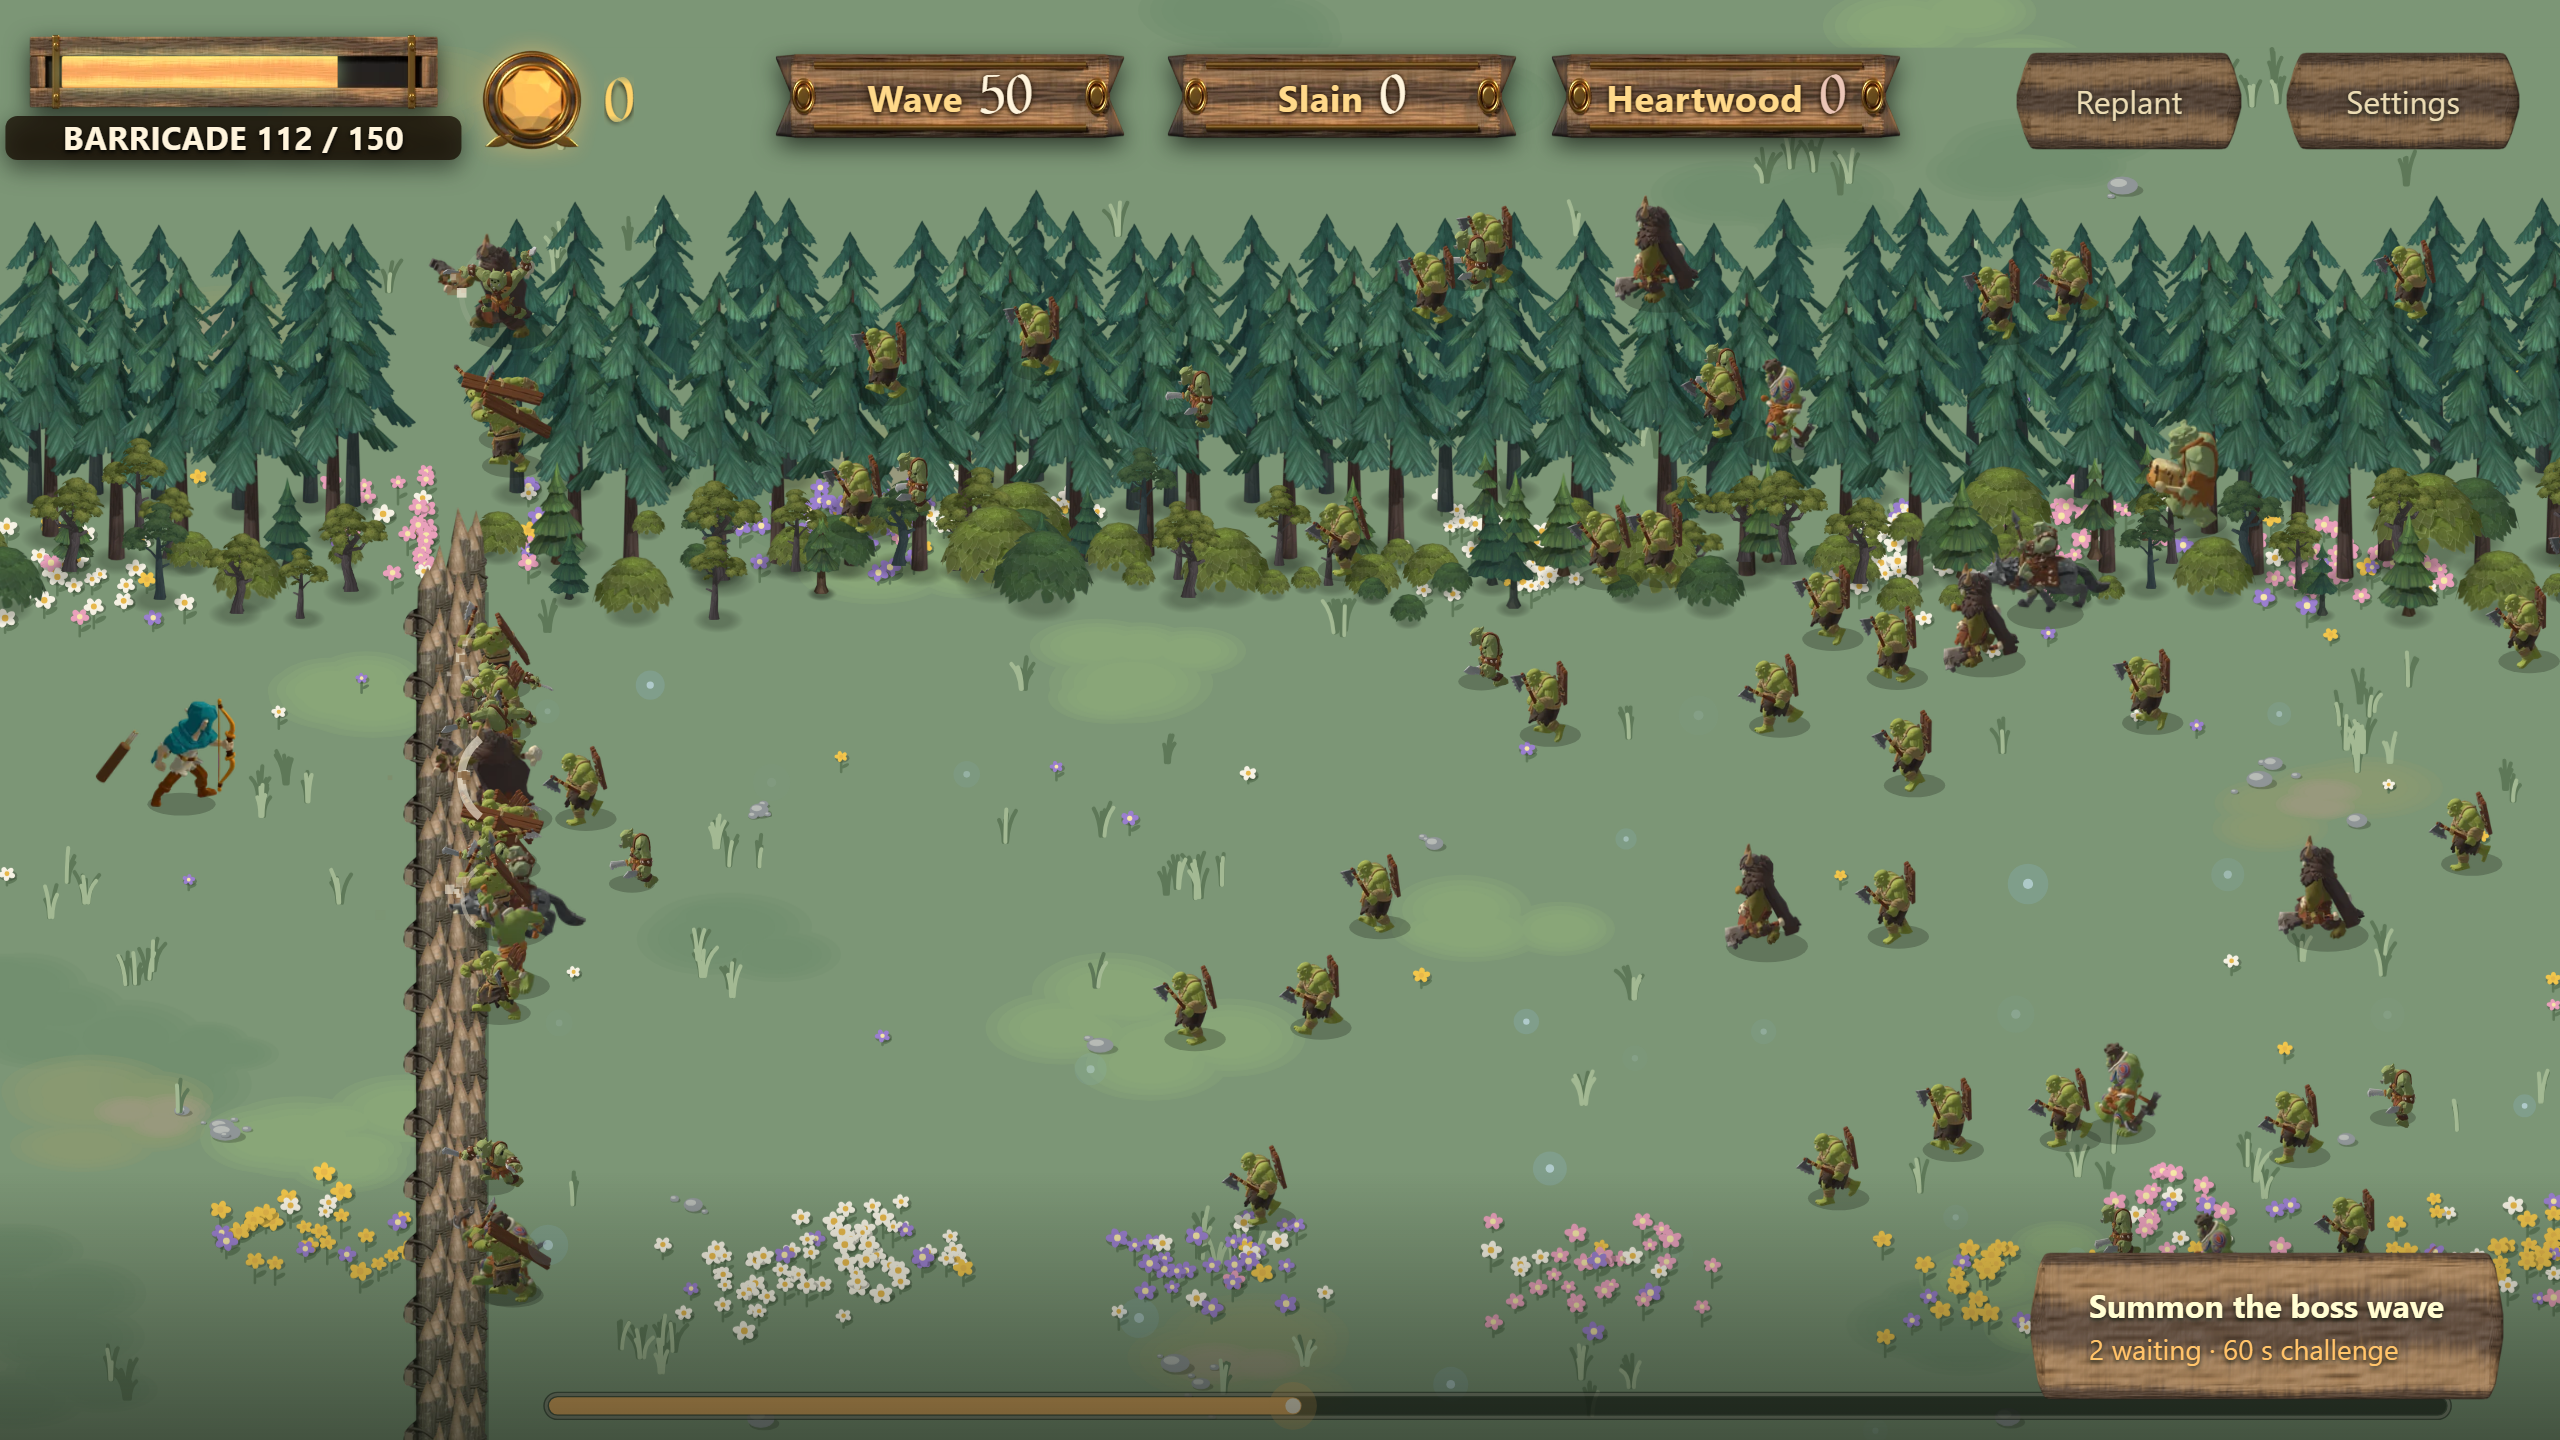 BARRICADE 112 / 150
0
Wave 50
Slain 0
Heartwood 0
Replant
Settings
Summon the boss wave
2 waiting · 60 s challenge